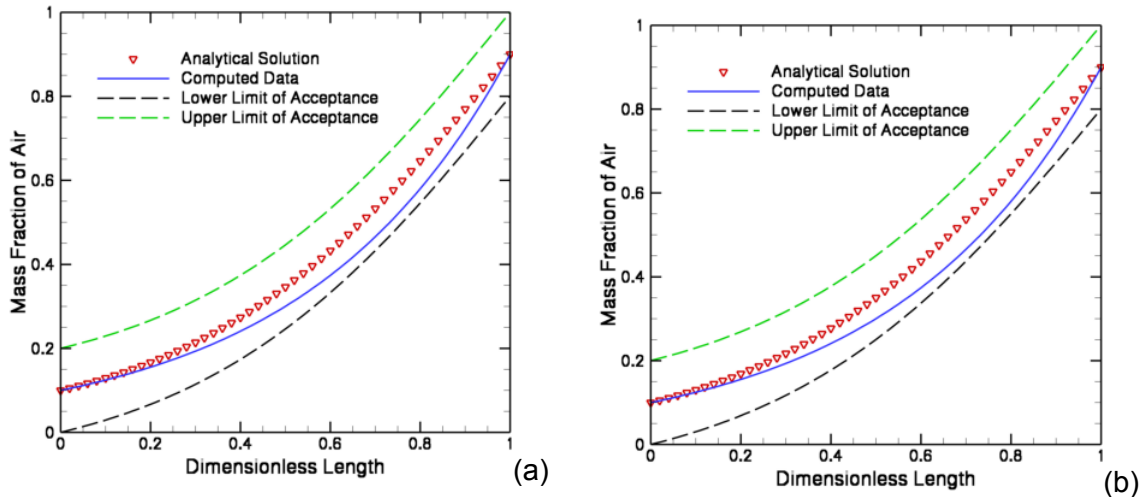 1
0.8
0.6
0.4
0.2
0
0
0.2
0.4
0.6
0.8
1
Mass Fraction of Air
Dimensionless Length
Analytical Solution
Computed Data
Lower Limit of Acceptance
Upper Limit of Acceptance
(a)
1
0.8
0.6
0.4
0.2
0
0
0.2
0.4
0.6
0.8
1
Mass Fraction of Air
Dimensionless Length
Analytical Solution
Computed Data
Lower Limit of Acceptance
Upper Limit of Acceptance
(b)